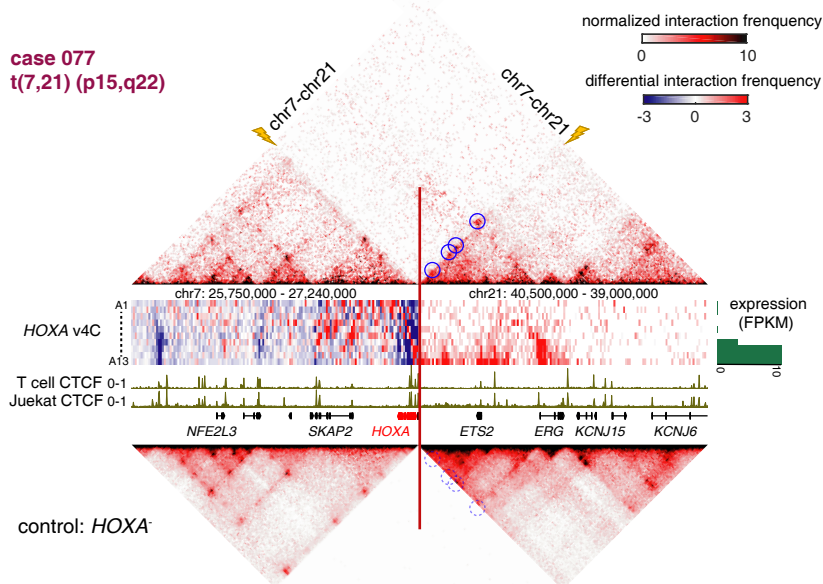 case 077
t(7,21) (p15,q22)
normalized interaction frenquency
0 10
differential interaction frenquency
-3 0 3
chr7-chr21
chr7-chr21
chr7: 25,750,000 - 27,240,000
chr21: 40,500,000 - 39,000,000
A1
HOXA v4C
A13
expression
(FPKM)
0 10
T cell CTCF 0-1
Juekat CTCF 0-1
NFE2L3 SKAP2 HOXA ETS2 ERG KCNJ15 KCNJ6
control: HOXA-